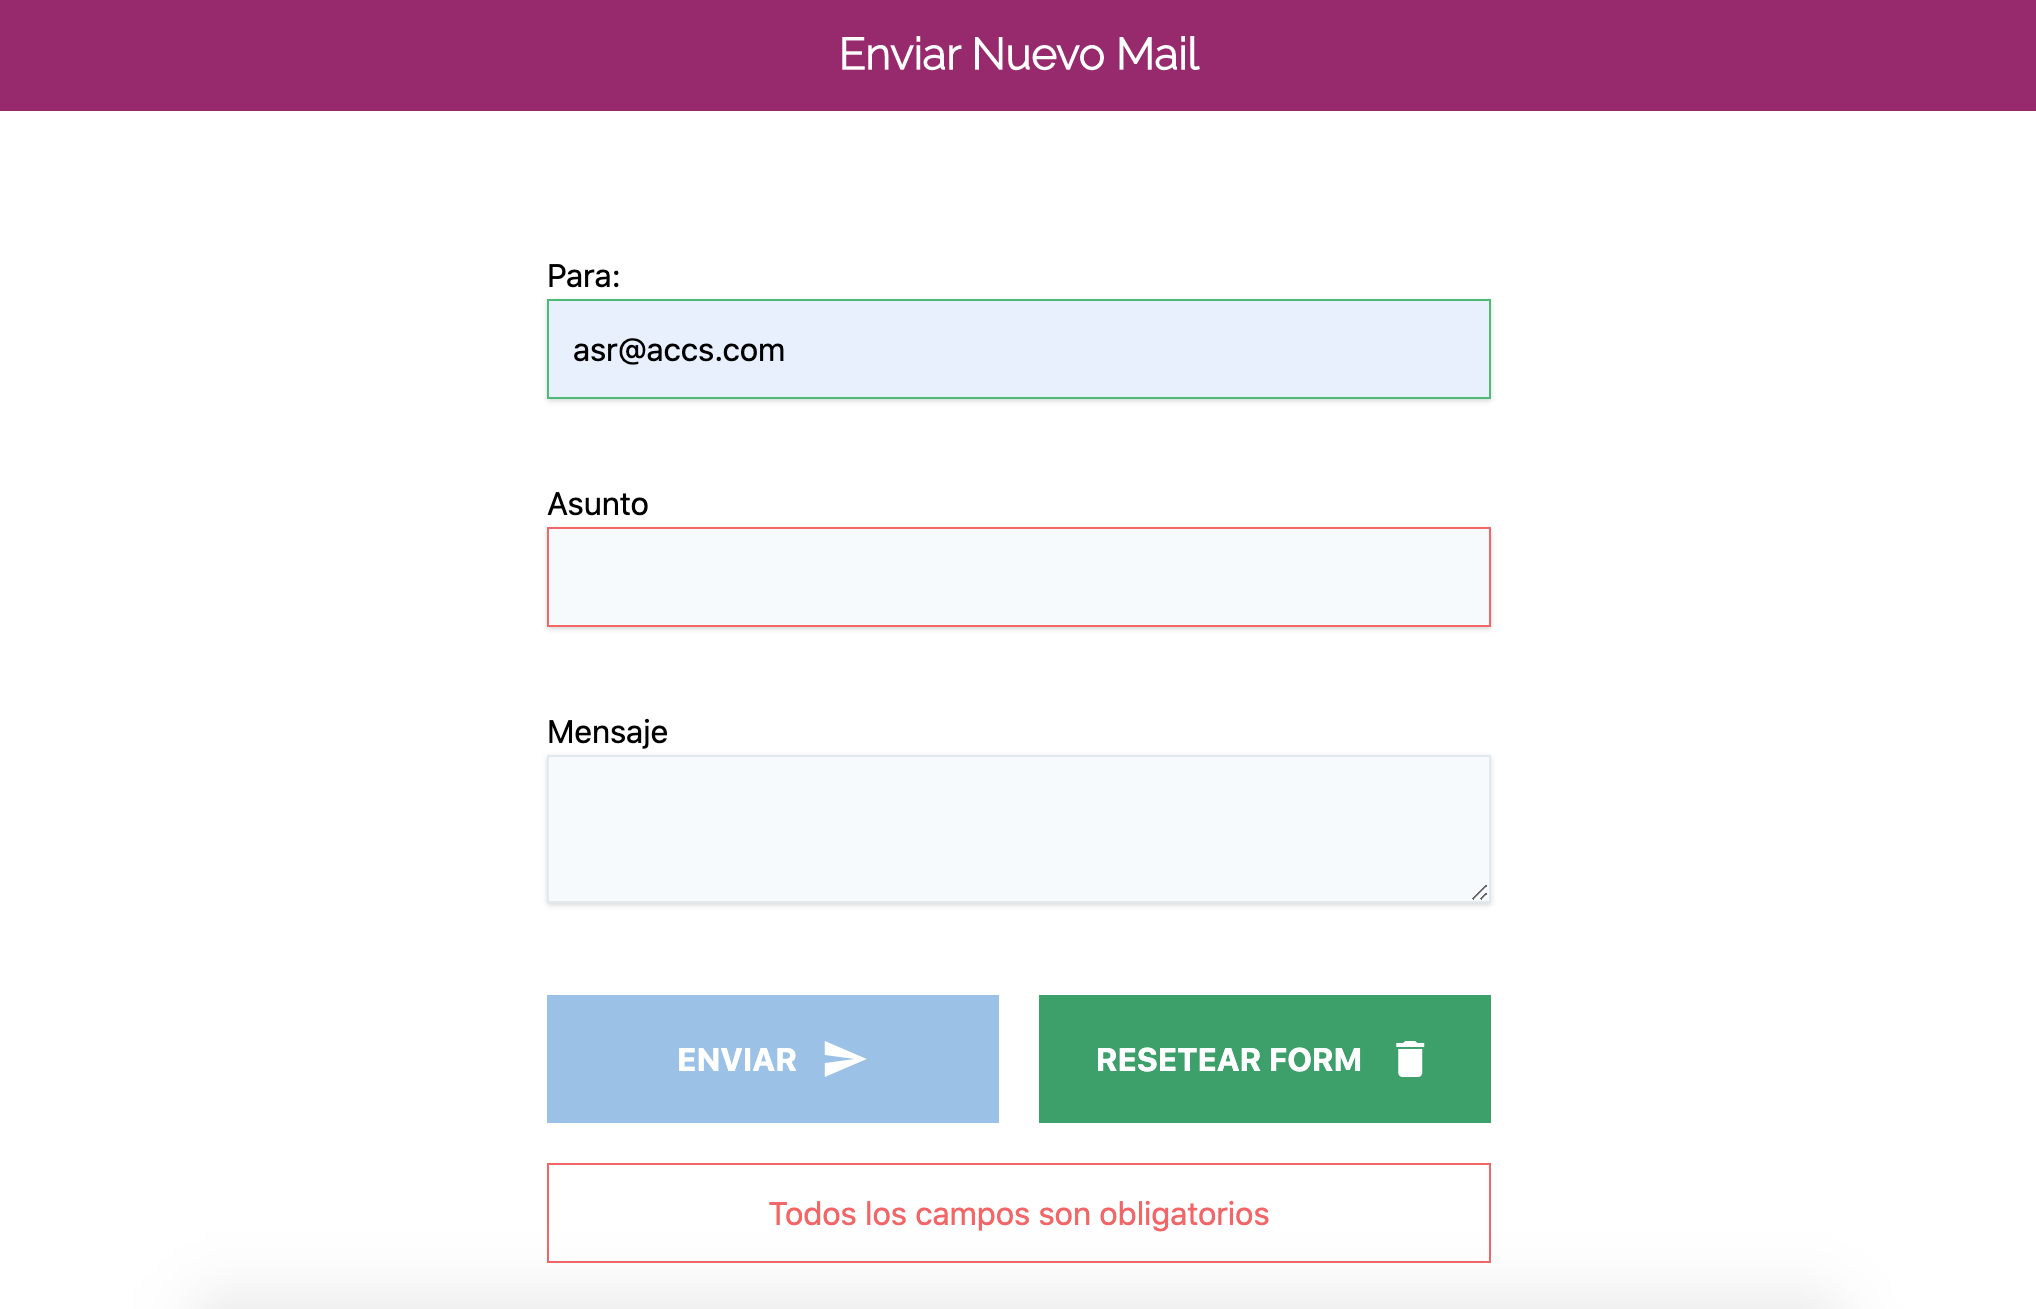 Enviar Nuevo Mail
Para:
asr@accs.com
Asunto
Mensaje
ENVIAR
RESETEAR FORM
Todos los campos son obligatorios